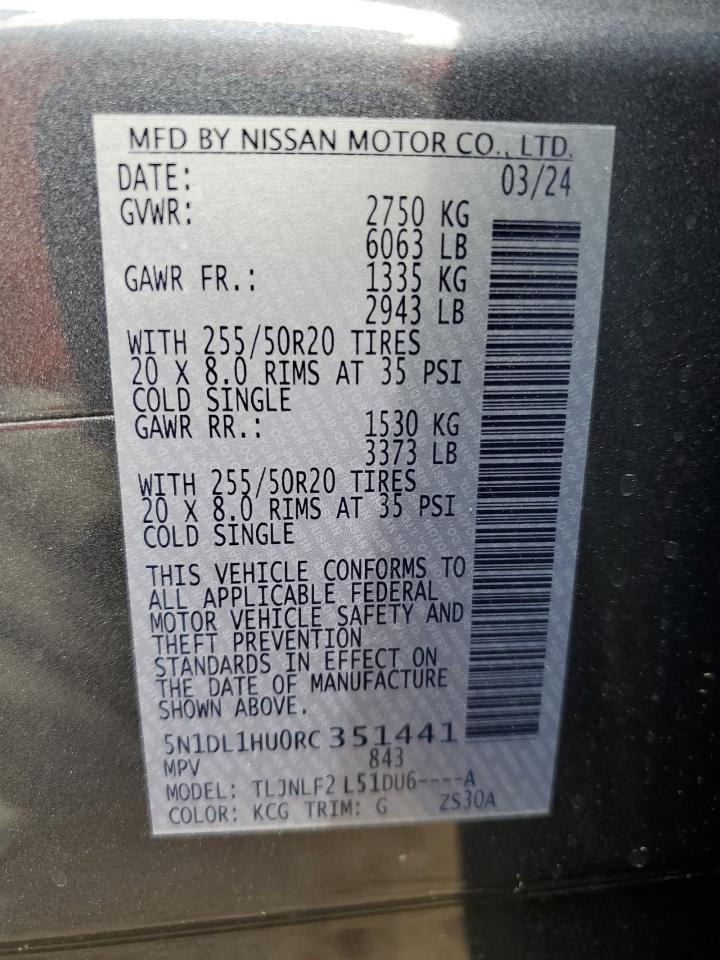 MFD BY NISSAN MOTOR CO., LTD.
DATE: 03/24
GVWR: 2750 KG
6063 LB
GAWR FR.: 1335 KG
2943 LB
WITH 255/50R20 TIRES
20 X 8.0 RIMS AT 35 PSI
COLD SINGLE
GAWR RR.: 1530 KG
3373 LB
WITH 255/50R20 TIRES
20 X 8.0 RIMS AT 35 PSI
COLD SINGLE
THIS VEHICLE CONFORMS TO
ALL APPLICABLE FEDERAL
MOTOR VEHICLE SAFETY AND
THEFT PREVENTION
STANDARDS IN EFFECT ON
THE DATE OF MANUFACTURE
SHOWN ABOVE.
5N1DL1HU0RC 351441
MPV 843
MODEL: TLJNLF2 L51DU6----A
COLOR: KCG TRIM: G ZS30A